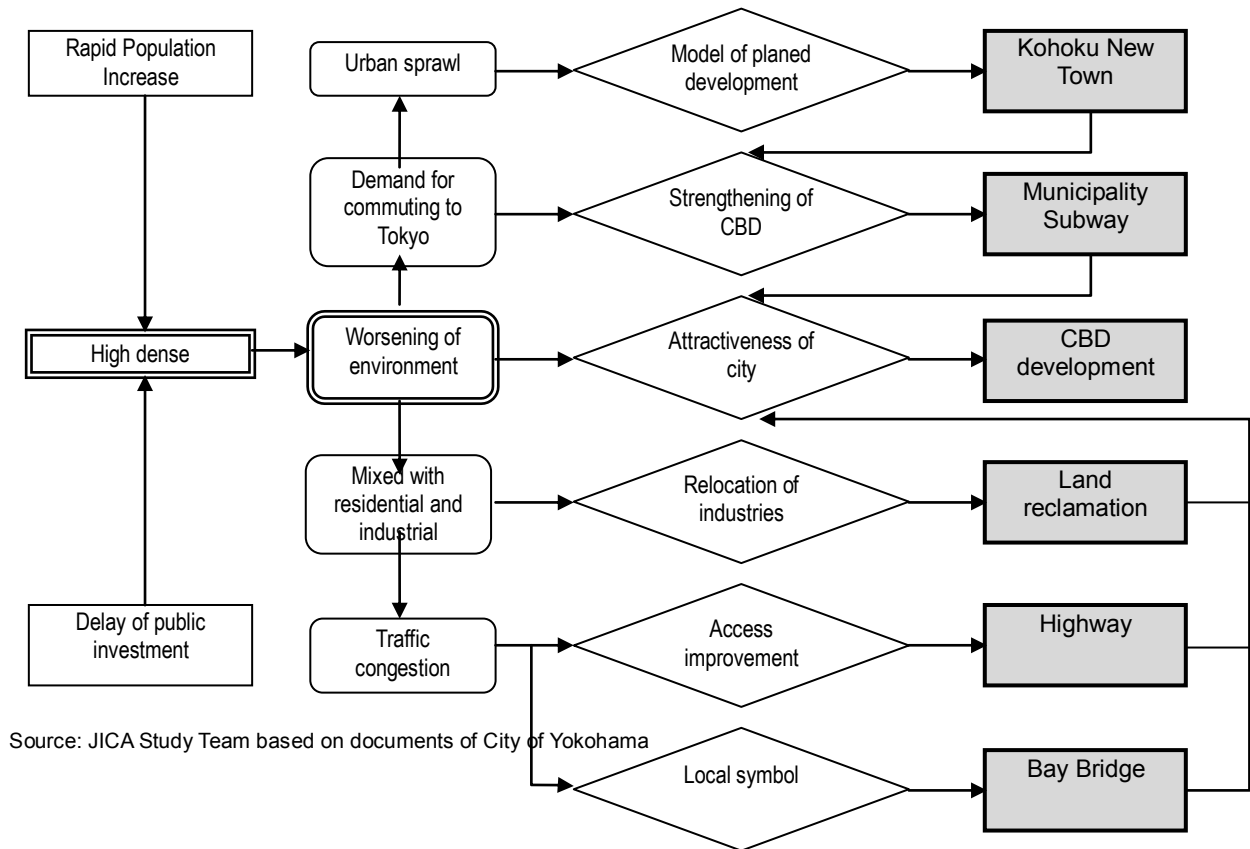 Rapid Population
Increase
Urban sprawl
Model of planed
development
Kohoku New
Town
Demand for
commuting to
Tokyo
Strengthening of
CBD
Municipality
Subway
High dense
Worsening of
environment
Attractiveness of
city
CBD
development
Mixed with
residential and
industrial
Relocation of
industries
Land
reclamation
Delay of public
investment
Traffic
congestion
Access
improvement
Highway
Source: JICA Study Team based on documents of City of Yokohama
Local symbol
Bay Bridge